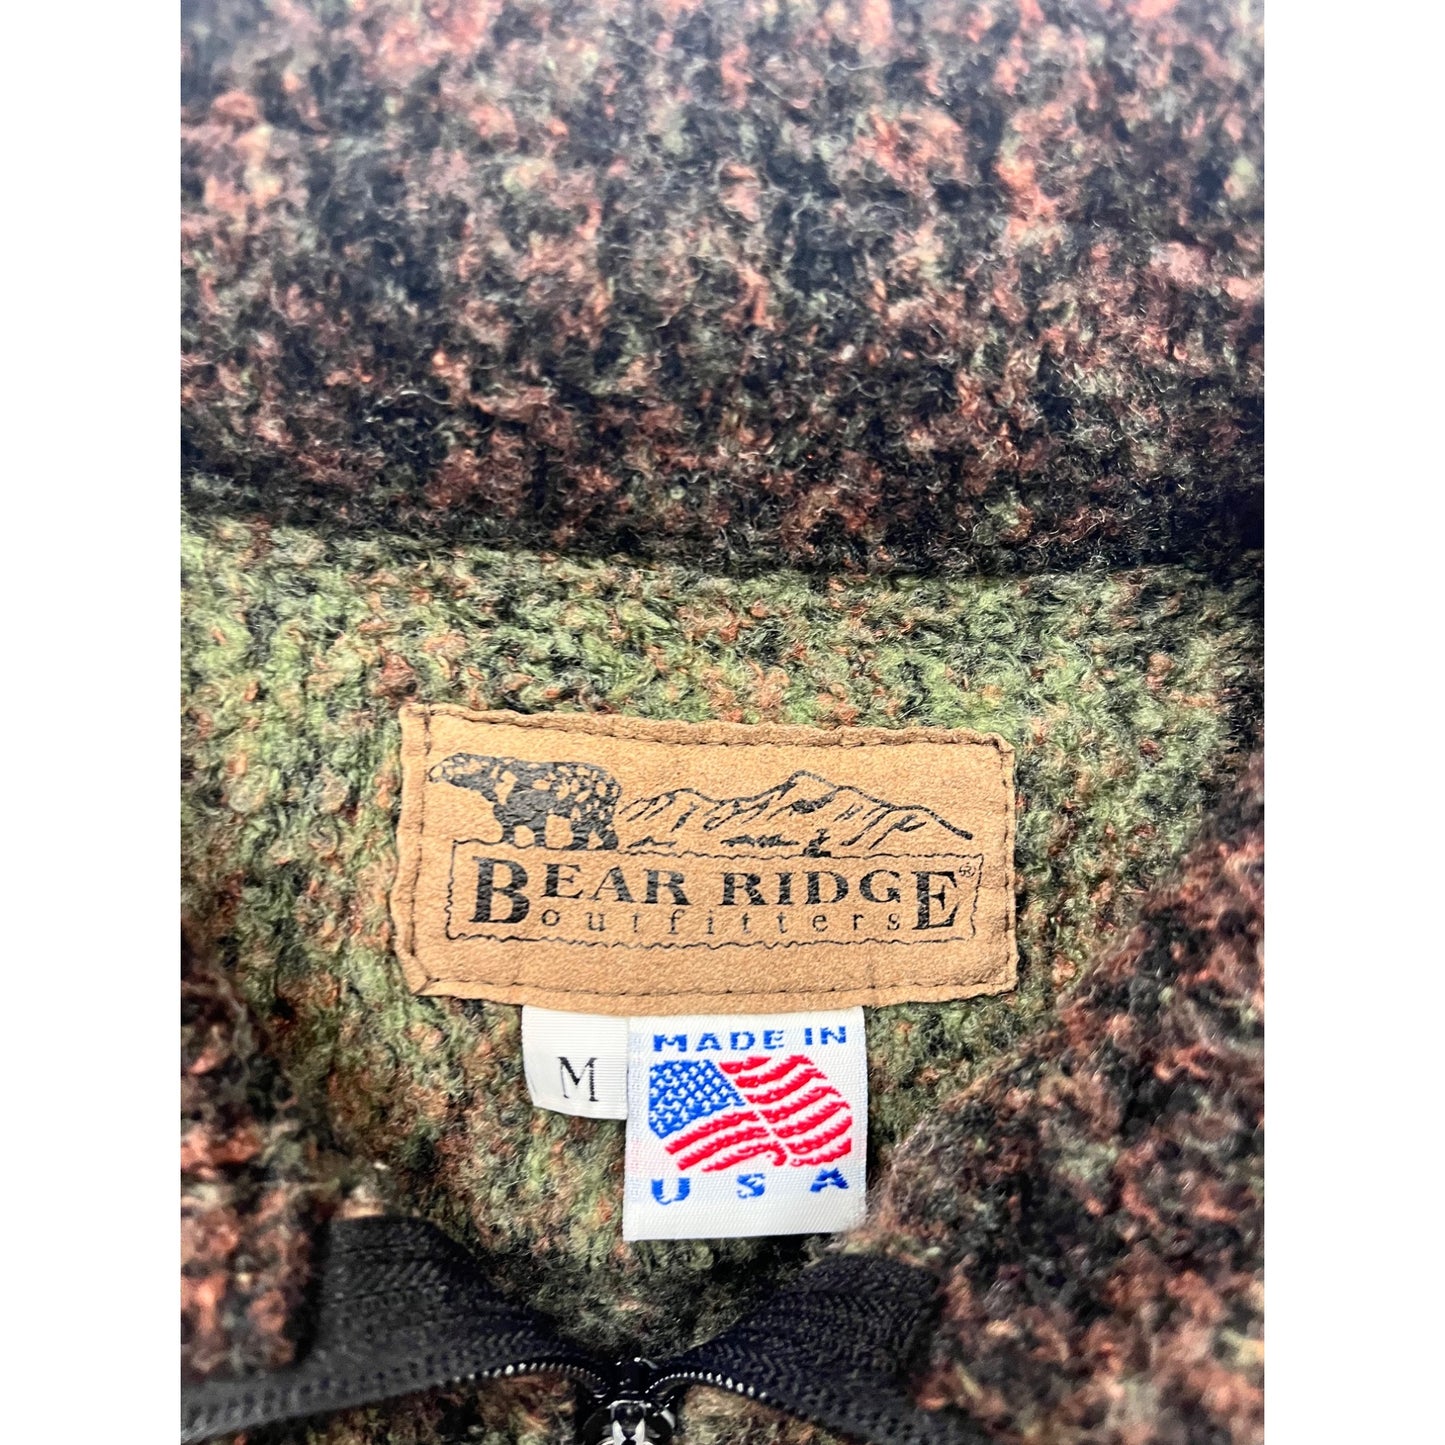 BEAR RIDGE®
outfitters
M
MADE IN
USA